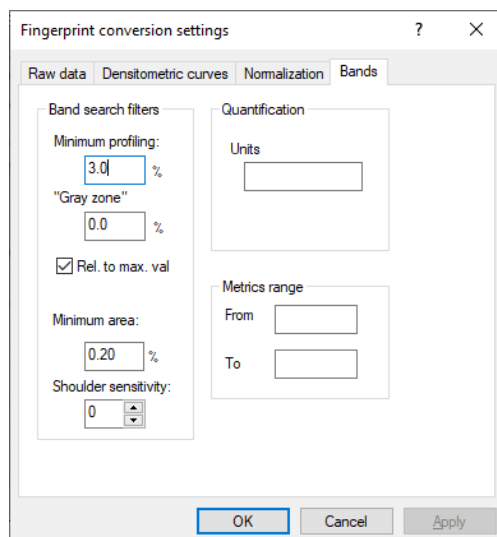 Fingerprint conversion settings ? ×
Raw data Densitometric curves Normalization Bands
Band search filters
Minimum profiling:
3.0 %
"Gray zone"
0.0 %
Rel. to max. val
Minimum area:
0.20 %
Shoulder sensitivity:
0
Quantification
Units
Metrics range
From
To
OK Cancel Apply